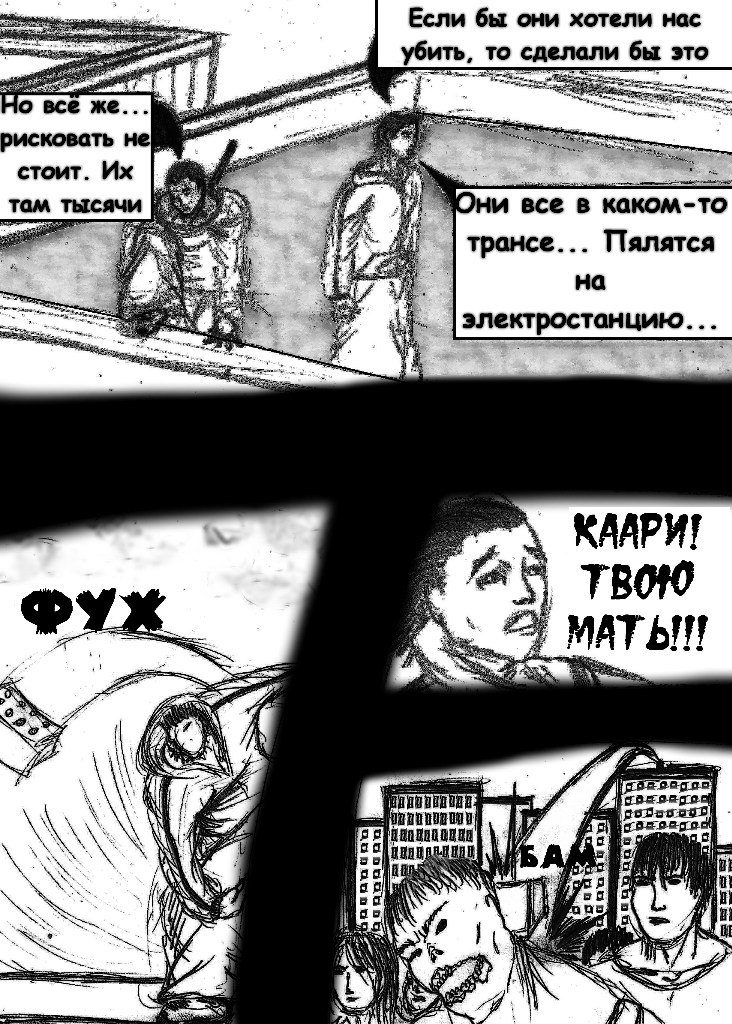 Если бы они хотели нас
убить, то сделали бы это
Но всё же...
рисковать не
стоит. Их
там тысячи
Они все в каком-то
трансе... Пялятся
на
электростанцию...
ФУХ
КААРИ!
ТВОЮ
МАТЬ!!!
БАМ